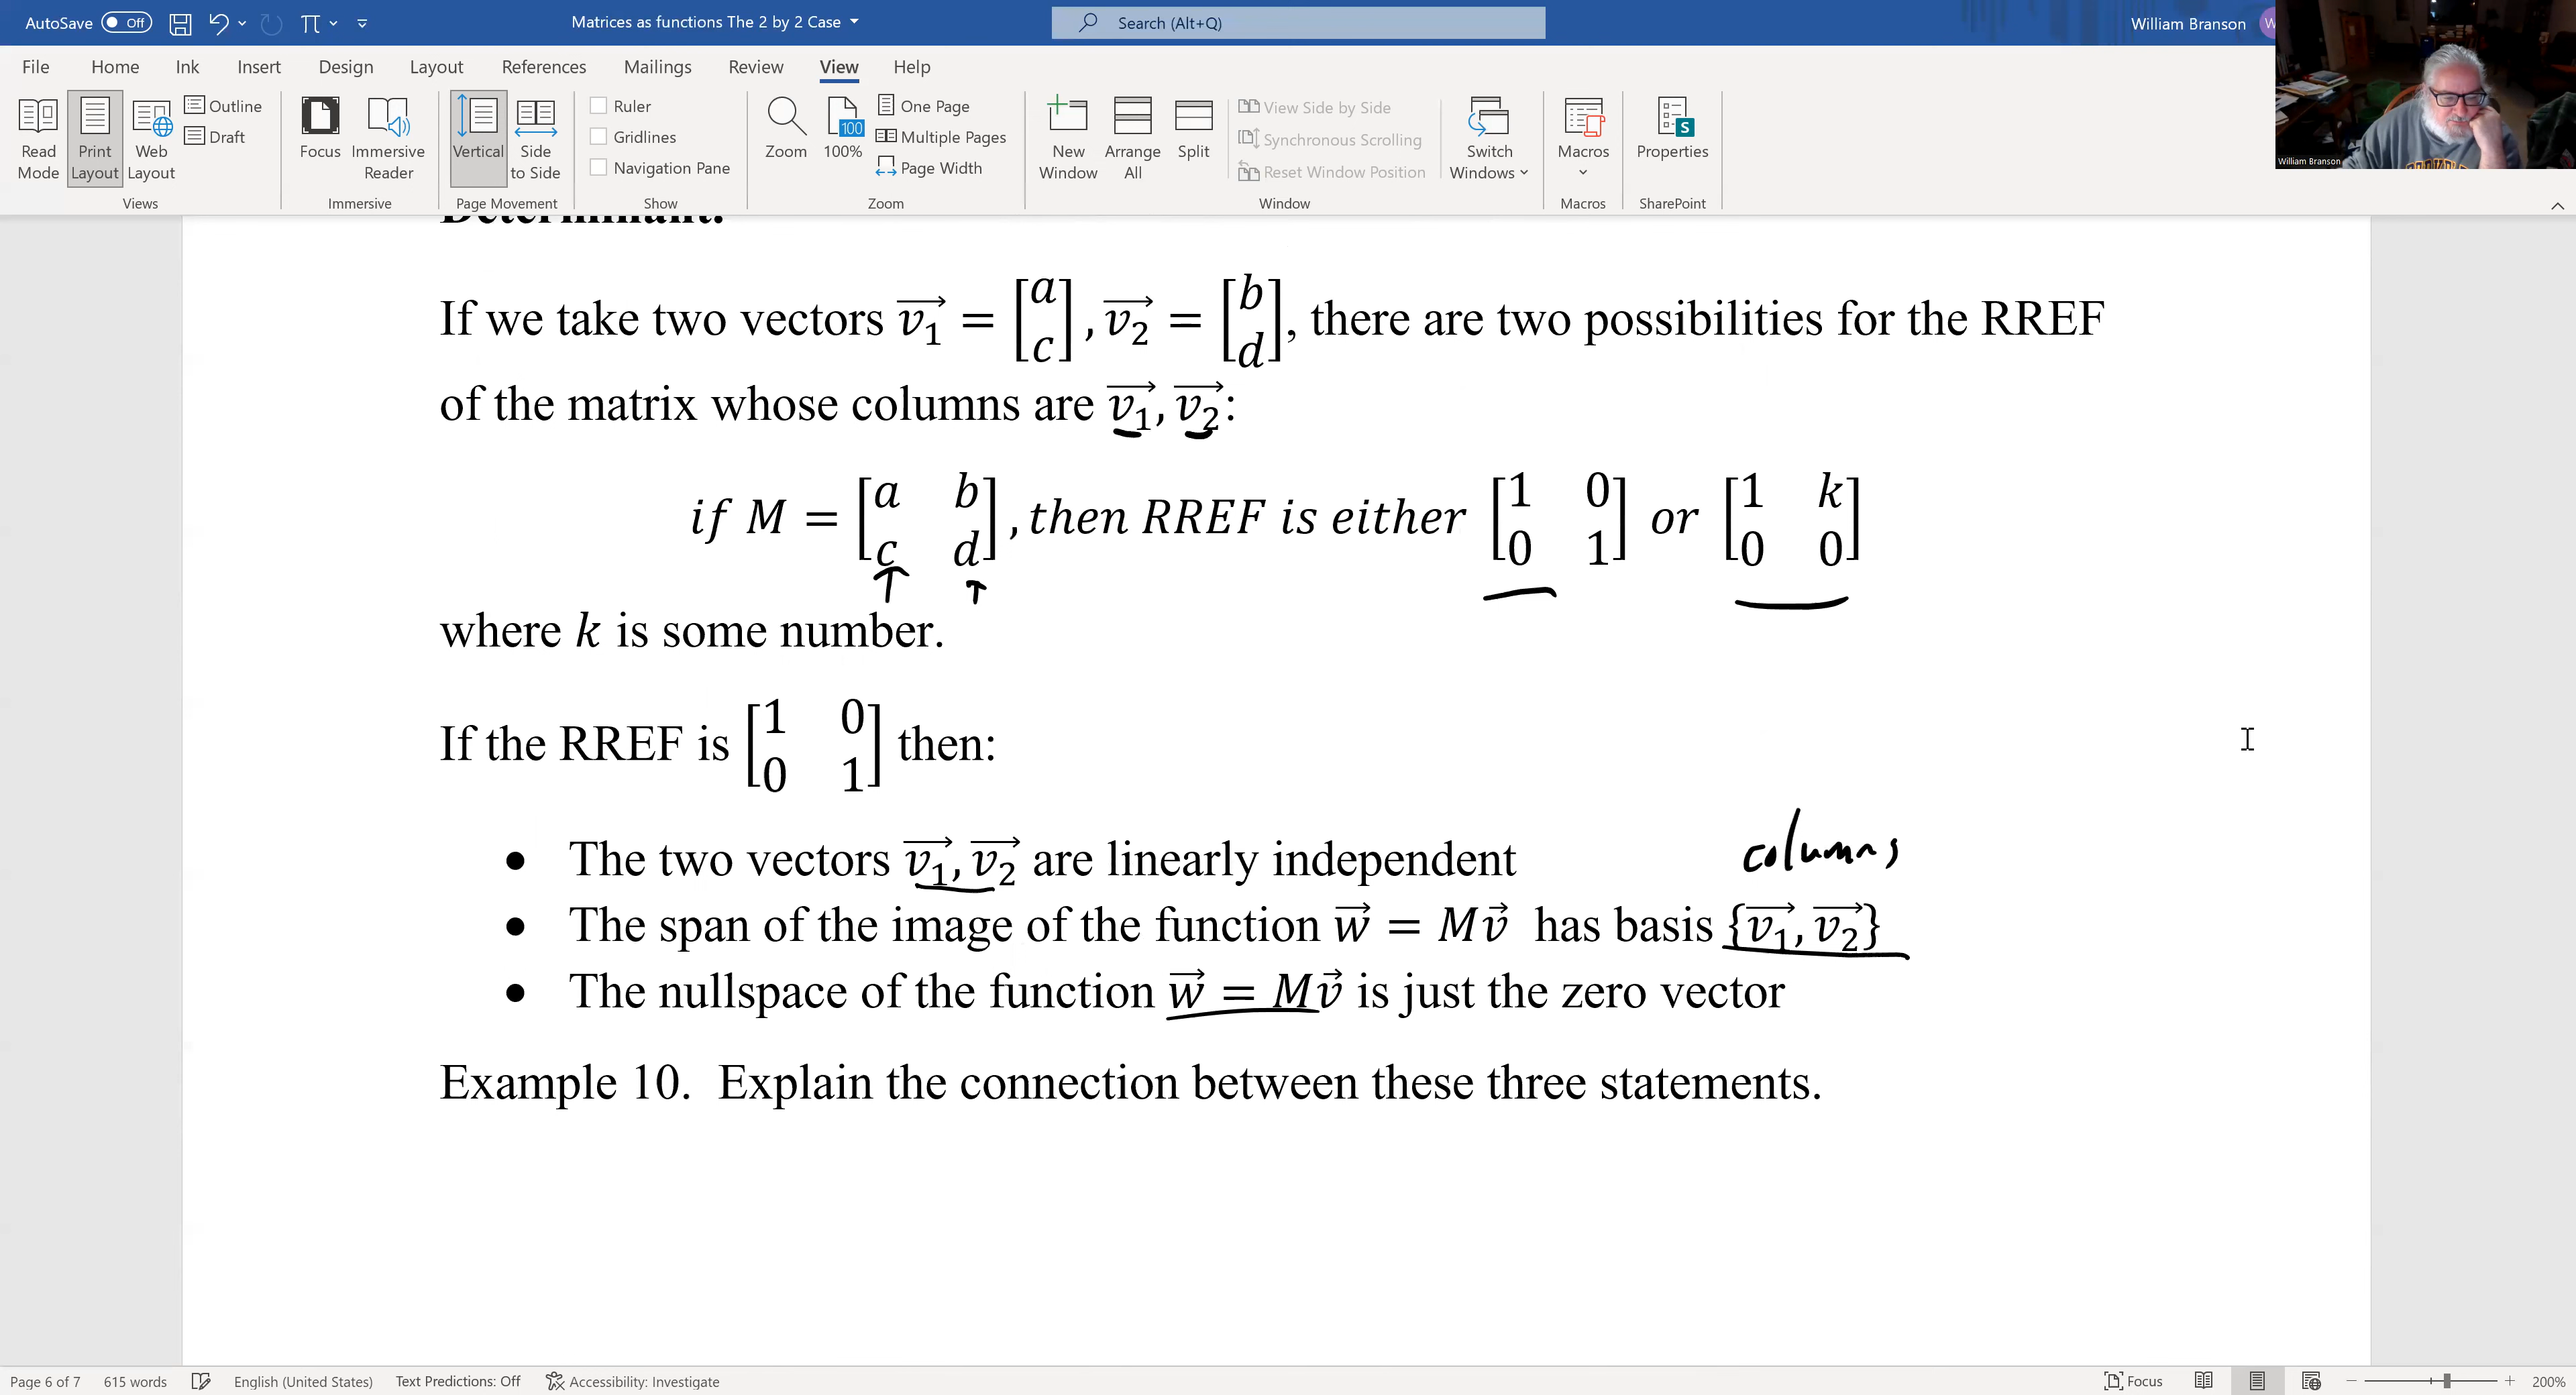 AutoSave Off Matrices as functions The 2 by 2 Case Search (Alt+Q) William Branson
File Home Ink Insert Design Layout References Mailings Review View Help
Read Mode Print Layout Web Layout Outline Draft Focus Immersive Reader Vertical Side to Side Ruler Gridlines Navigation Pane Zoom 100 100% One Page Multiple Pages Page Width New Window Arrange All Split View Side by Side Synchronous Scrolling Reset Window Position Switch Windows Macros S Properties
William Branson
Views Immersive Page Movement Show Zoom Window Macros SharePoint
Determinant.
If we take two vectors v₁⃗ = [a c], v₂⃗ = [b d], there are two possibilities for the RREF
of the matrix whose columns are v₁⃗, v₂⃗:
if M = [a b; c d], then RREF is either [1 0; 0 1] or [1 k; 0 0]
where k is some number.
If the RREF is [1 0; 0 1] then:
columns
• The two vectors v₁⃗, v₂⃗ are linearly independent
• The span of the image of the function w⃗ = Mv⃗ has basis {v₁⃗, v₂⃗}
• The nullspace of the function w⃗ = Mv⃗ is just the zero vector
Example 10. Explain the connection between these three statements.
Page 6 of 7 615 words English (United States) Text Predictions: Off Accessibility: Investigate Focus 200%